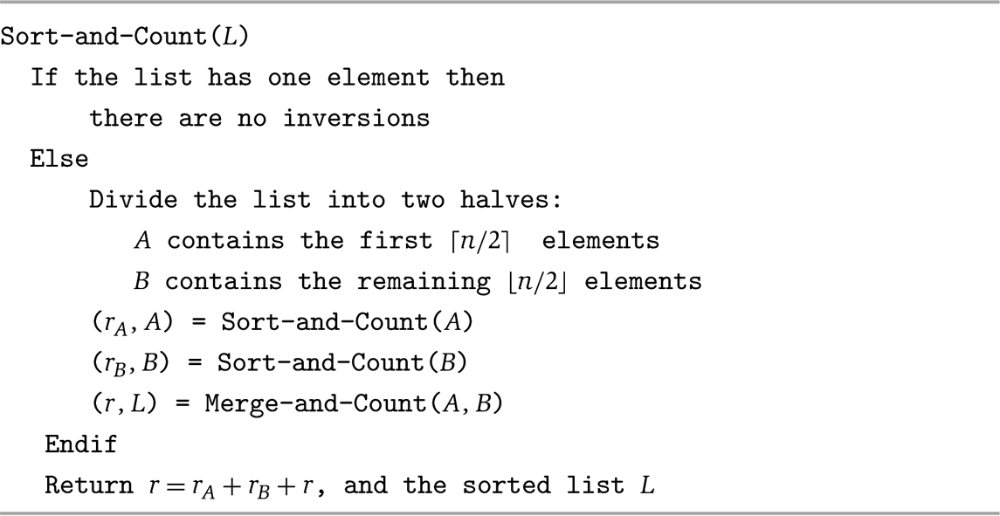 Sort-and-Count(L)
If the list has one element then
there are no inversions
Else
Divide the list into two halves:
A contains the first ⌈n/2⌉ elements
B contains the remaining ⌊n/2⌋ elements
(r_A, A) = Sort-and-Count(A)
(r_B, B) = Sort-and-Count(B)
(r, L) = Merge-and-Count(A, B)
Endif
Return r = r_A + r_B + r, and the sorted list L